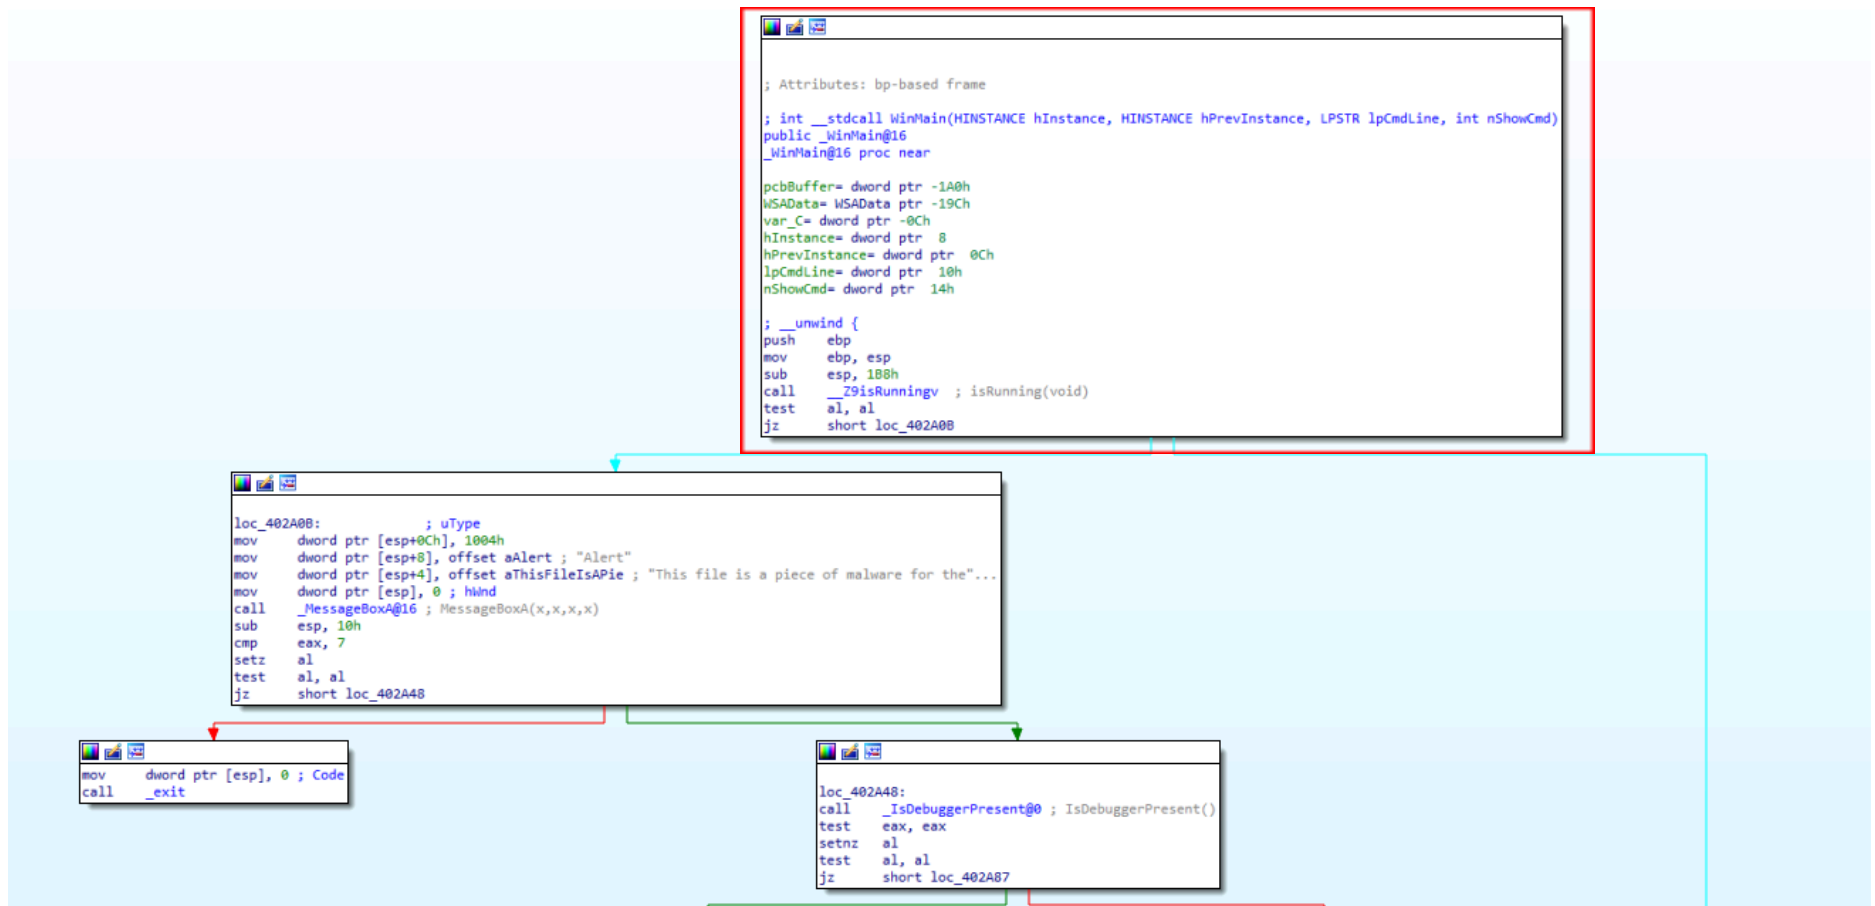 ; Attributes: bp-based frame
; int __stdcall WinMain(HINSTANCE hInstance, HINSTANCE hPrevInstance, LPSTR lpCmdLine, int nShowCmd)
public _WinMain@16
_WinMain@16 proc near
pcbBuffer= dword ptr -1A0h
WSAData= WSAData ptr -19Ch
var_C= dword ptr -0Ch
hInstance= dword ptr  8
hPrevInstance= dword ptr  0Ch
lpCmdLine= dword ptr  10h
nShowCmd= dword ptr  14h
; __unwind {
push    ebp
mov     ebp, esp
sub     esp, 1B8h
call    __Z9isRunningv  ; isRunning(void)
test    al, al
jz      short loc_402A0B
loc_402A0B:             ; uType
mov     dword ptr [esp+0Ch], 1004h
mov     dword ptr [esp+8], offset aAlert ; "Alert"
mov     dword ptr [esp+4], offset aThisFileIsAPie ; "This file is a piece of malware for the"...
mov     dword ptr [esp], 0 ; hWnd
call    _MessageBoxA@16 ; MessageBoxA(x,x,x,x)
sub     esp, 10h
cmp     eax, 7
setz    al
test    al, al
jz      short loc_402A48
mov     dword ptr [esp], 0 ; Code
call    _exit
loc_402A48:
call    _IsDebuggerPresent@0 ; IsDebuggerPresent()
test    eax, eax
setnz   al
test    al, al
jz      short loc_402A87